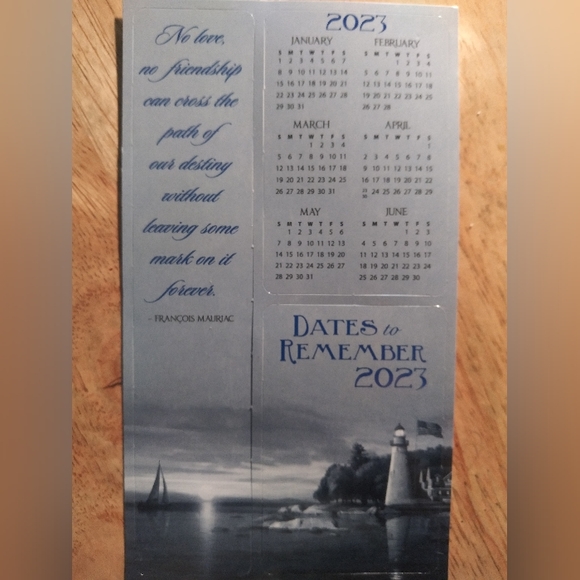 No love,
no friendship
can cross the
path of
our destiny
without
leaving some
mark on it
forever.
- FRANÇOIS MAURIAC
2023
JANUARY
S M T W T F S
1 2 3 4 5 6 7
8 9 10 11 12 13 14
15 16 17 18 19 20 21
22 23 24 25 26 27 28
29 30 31
FEBRUARY
S M T W T F S
1 2 3 4
5 6 7 8 9 10 11
12 13 14 15 16 17 18
19 20 21 22 23 24 25
26 27 28
MARCH
S M T W T F S
1 2 3 4
5 6 7 8 9 10 11
12 13 14 15 16 17 18
19 20 21 22 23 24 25
26 27 28 29 30 31
APRIL
S M T W T F S
1
2 3 4 5 6 7 8
9 10 11 12 13 14 15
16 17 18 19 20 21 22
23/30 24 25 26 27 28 29
MAY
S M T W T F S
1 2 3 4 5 6
7 8 9 10 11 12 13
14 15 16 17 18 19 20
21 22 23 24 25 26 27
28 29 30 31
JUNE
S M T W T F S
1 2 3
4 5 6 7 8 9 10
11 12 13 14 15 16 17
18 19 20 21 22 23 24
25 26 27 28 29 30
DATES to
REMEMBER
2023